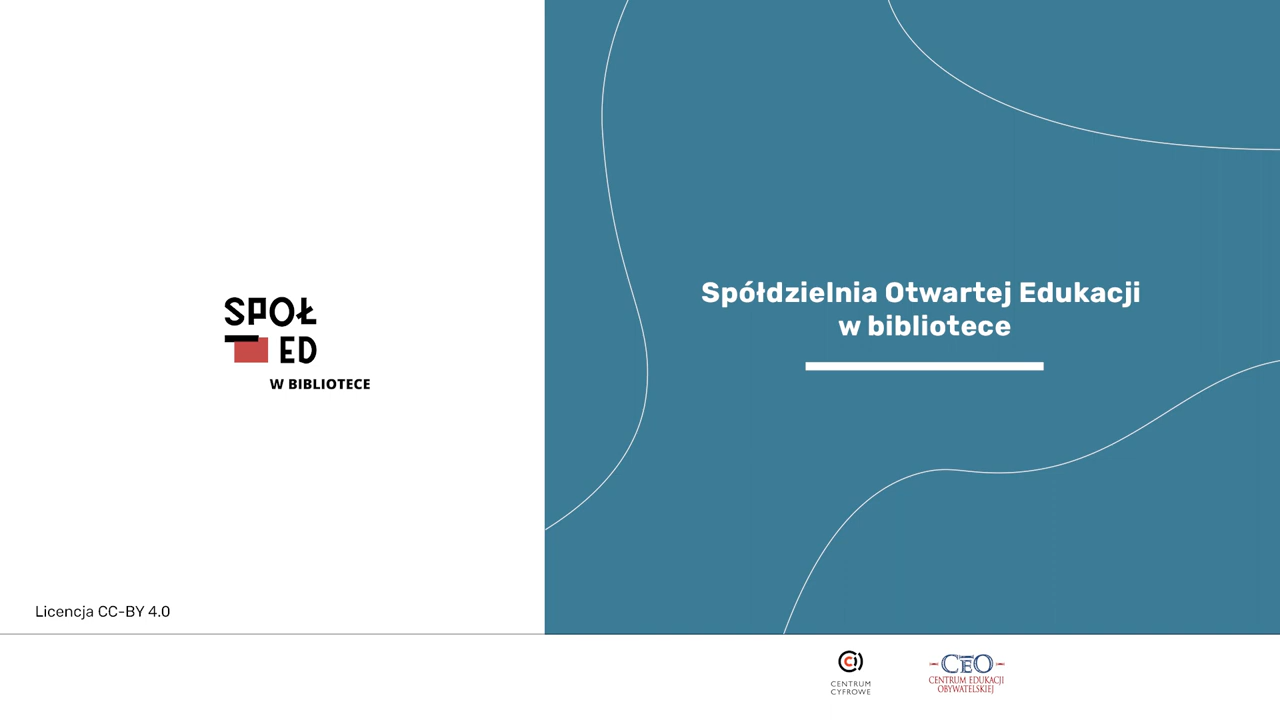 SPOŁ
ED
W BIBLIOTECE
Spółdzielnia Otwartej Edukacji
w bibliotece
Licencja CC-BY 4.0
CENTRUM
CYFROWE
CEO
CENTRUM EDUKACJI
OBYWATELSKIEJ